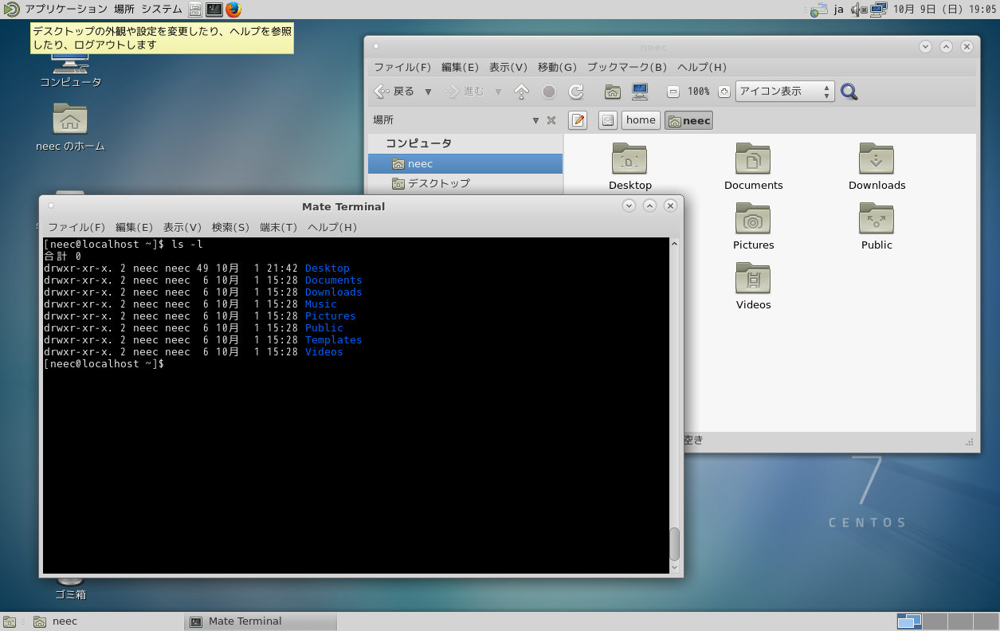 アプリケーション 場所 システム
ja
10月 9日 (日) 19:05
デスクトップの外観や設定を変更したり、ヘルプを参照
したり、ログアウトします
コンピュータ
neec のホーム
neec
ファイル(F) 編集(E) 表示(V) 移動(G) ブックマーク(B) ヘルプ(H)
戻る 進む 100% アイコン表示
場所 home neec
コンピュータ
neec
デスクトップ
Desktop Documents Downloads
Pictures Public
Videos
空き
Mate Terminal
ファイル(F) 編集(E) 表示(V) 検索(S) 端末(T) ヘルプ(H)
[neec@localhost ~]$ ls -l
合計 0
drwxr-xr-x. 2 neec neec 49 10月  1 21:42 Desktop
drwxr-xr-x. 2 neec neec  6 10月  1 15:28 Documents
drwxr-xr-x. 2 neec neec  6 10月  1 15:28 Downloads
drwxr-xr-x. 2 neec neec  6 10月  1 15:28 Music
drwxr-xr-x. 2 neec neec  6 10月  1 15:28 Pictures
drwxr-xr-x. 2 neec neec  6 10月  1 15:28 Public
drwxr-xr-x. 2 neec neec  6 10月  1 15:28 Templates
drwxr-xr-x. 2 neec neec  6 10月  1 15:28 Videos
[neec@localhost ~]$
7
CENTOS
ゴミ箱
neec
Mate Terminal